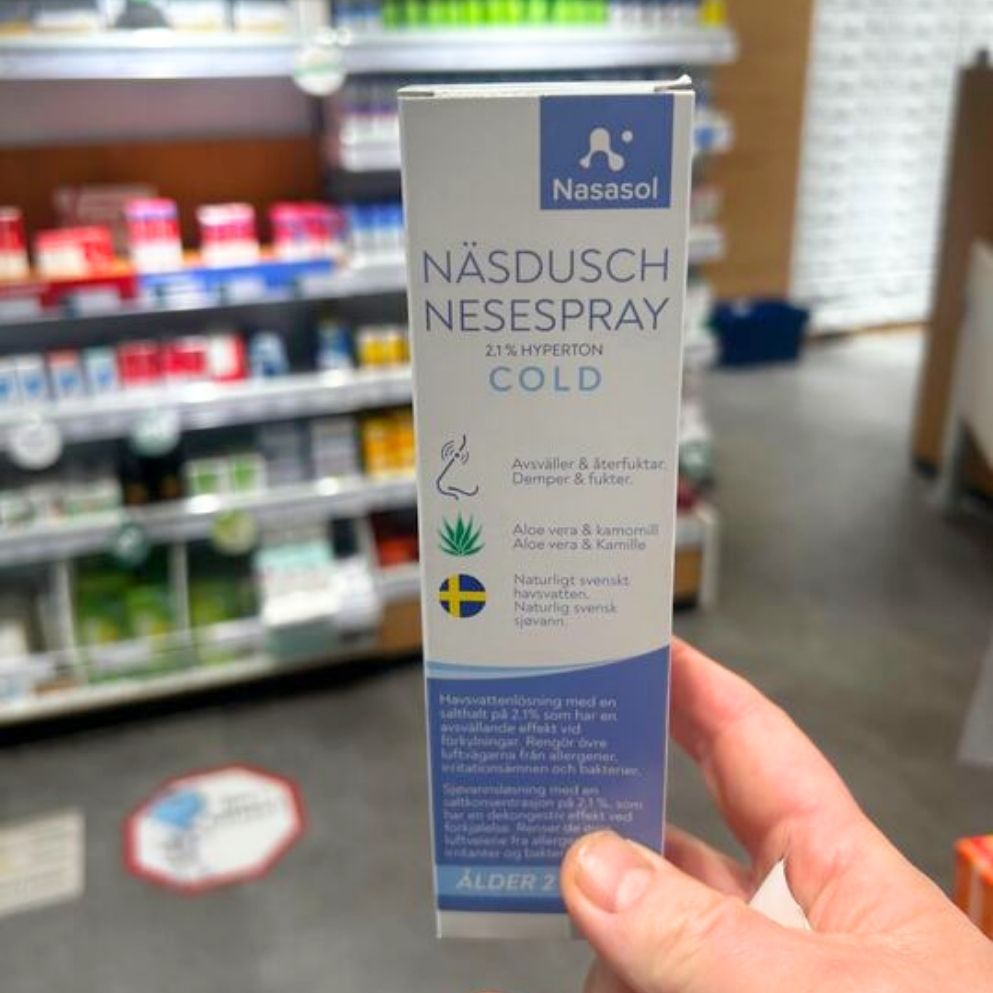 Nasasol
NÄSDUSCH
NESESPRAY
2,1 % HYPERTON
COLD
Avsväller & återfuktar.
Demper & fukter.
Aloe vera & kamomill
Aloe vera & Kamille
Naturligt svenskt
havsvatten.
Naturlig svensk
sjøvann.
Havsvattenlösning med en
salthalt på 2,1% som har en
avsvällande effekt vid
förkylningar. Rengör övre
luftvägarna från allergener,
irritationsämnen och bakterier.
Sjøvannsløsning med en
saltkonsentrasjon på 2,1 %, som
har en dekongestiv effekt ved
forkjølelse. Renser de
luftveiene fra
irritanter og
ÅLDER 2